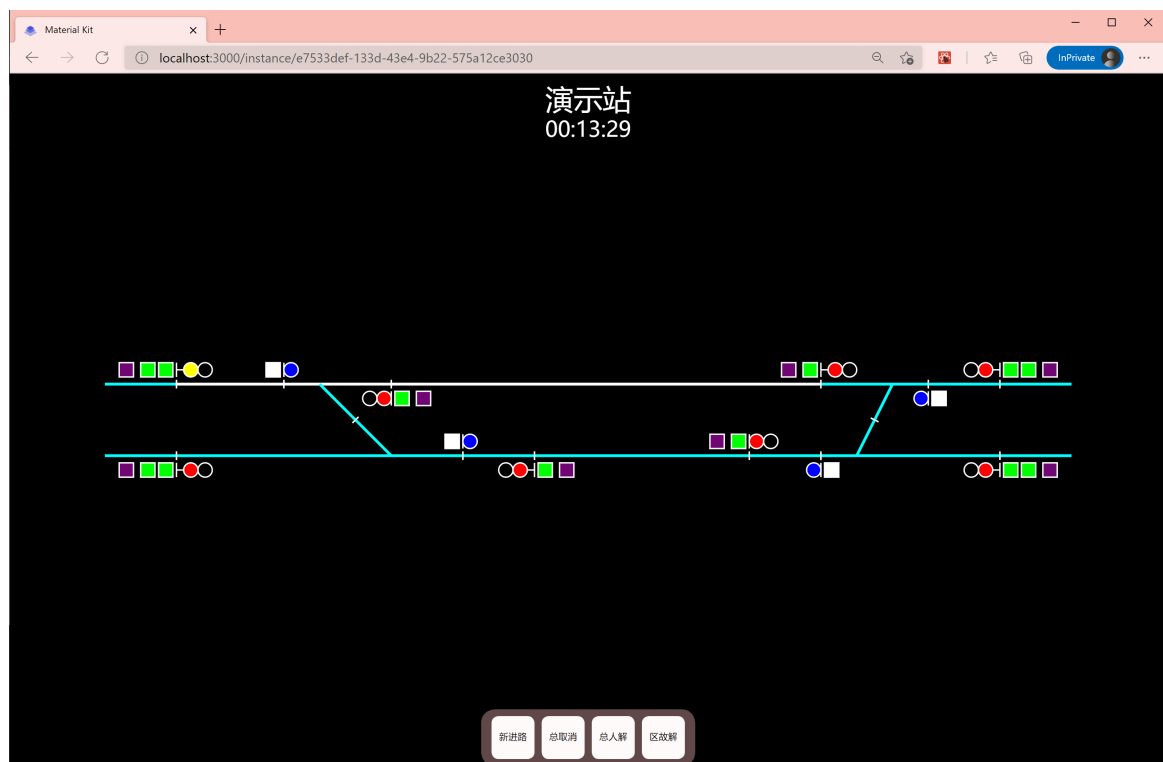 Material Kit
localhost:3000/instance/e7533def-133d-43e4-9b22-575a12ce3030
InPrivate
演示站
00:13:29
新进路 总取消 总人解 区故解